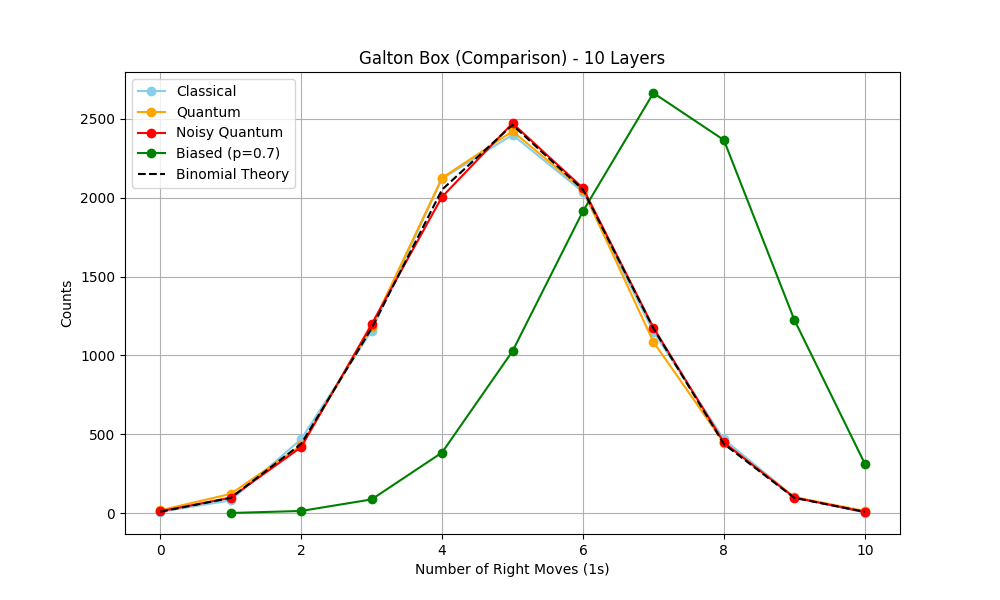 Galton Box (Comparison) - 10 Layers
Classical
Quantum
Noisy Quantum
Biased (p=0.7)
Binomial Theory
2500
2000
1500
1000
500
0
Counts
0 2 4 6 8 10
Number of Right Moves (1s)